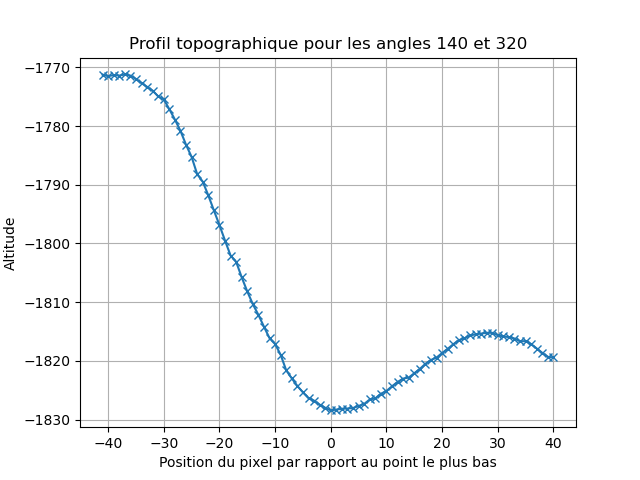 Profil topographique pour les angles 140 et 320
−1770
−1780
−1790
−1800
−1810
−1820
−1830
Altitude
−40 −30 −20 −10 0 10 20 30 40
Position du pixel par rapport au point le plus bas